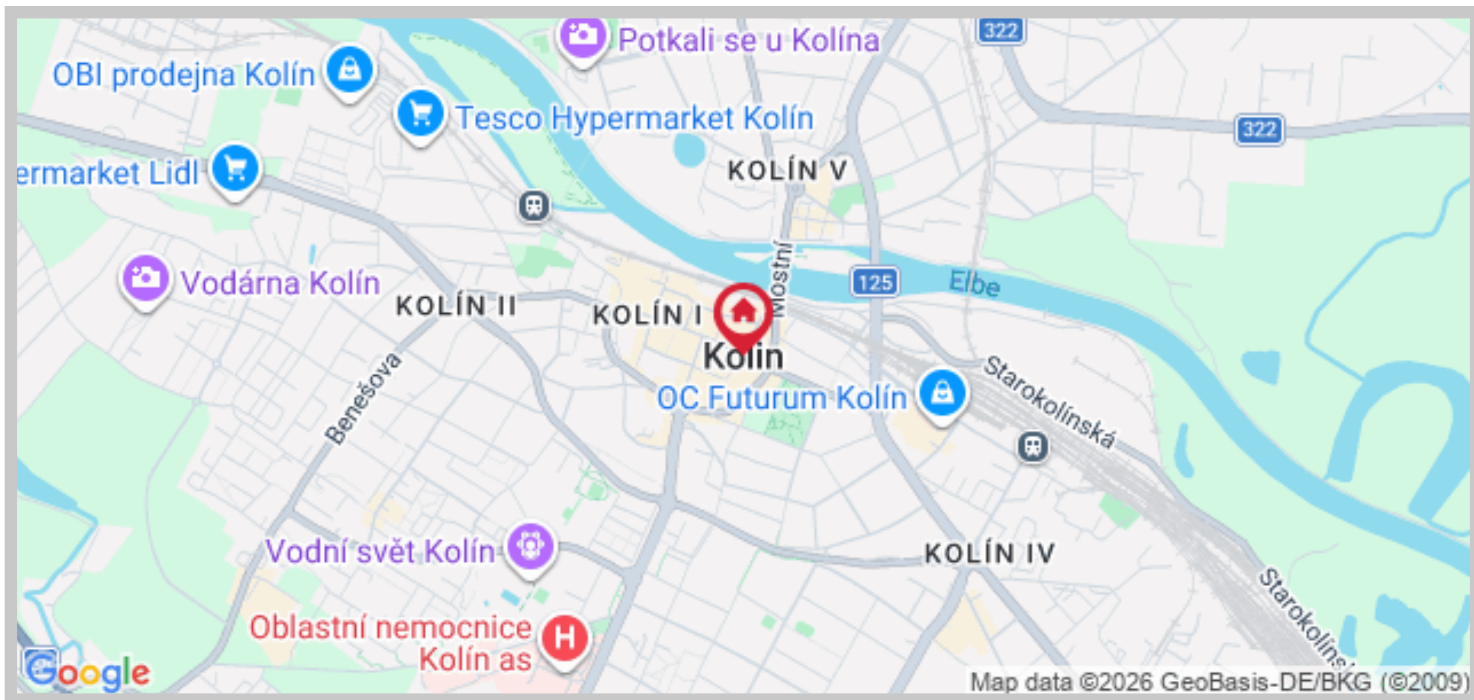 322
Potkali se u Kolína
OBI prodejna Kolín
Tesco Hypermarket Kolín
322
ermarket Lidl
KOLÍN V
Mostní
Vodárna Kolín
125
Elbe
KOLÍN II
KOLÍN I
Kolin
Benešova
OC Futurum Kolín
Starokolínská
Vodní svět Kolín
KOLÍN IV
Starokolínsk
Oblastní nemocnice
Kolín as
H
Google
Map data ©2026 GeoBasis-DE/BKG (©2009)